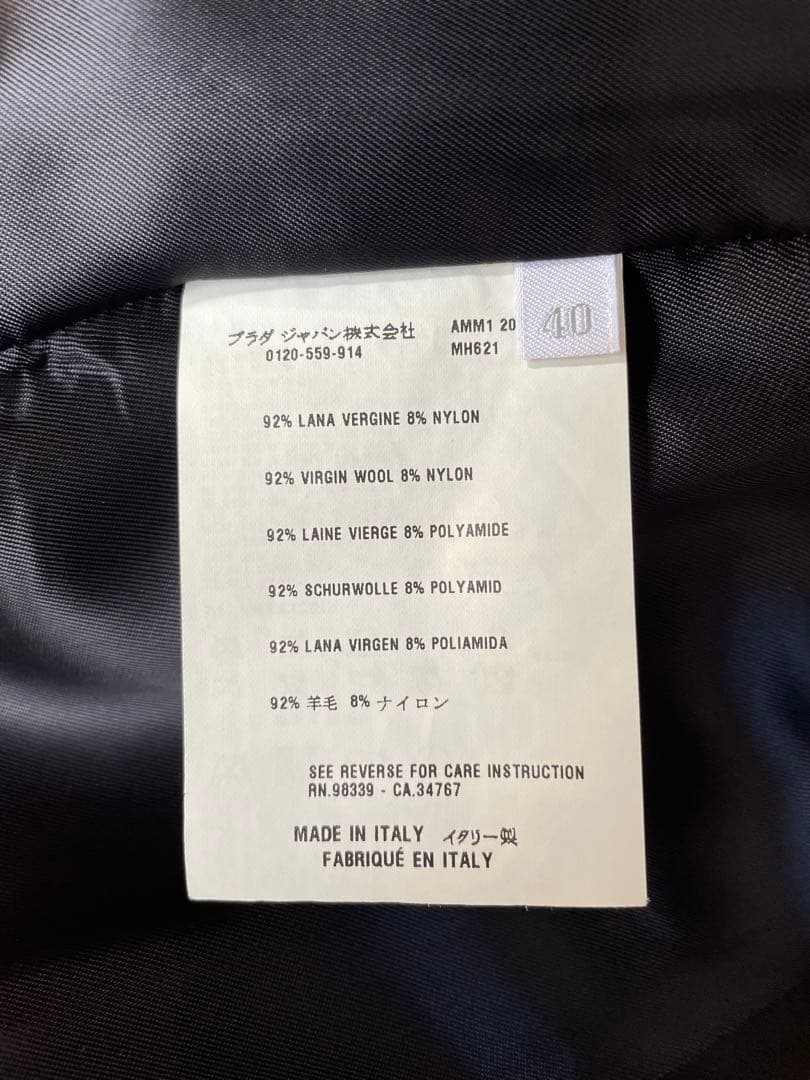 プラダ ジャパン株式会社 AMM1 20
0120-559-914 MH621
40
92% LANA VERGINE 8% NYLON
92% VIRGIN WOOL 8% NYLON
92% LAINE VIERGE 8% POLYAMIDE
92% SCHURWOLLE 8% POLYAMID
92% LANA VIRGEN 8% POLIAMIDA
92% 羊毛 8% ナイロン
SEE REVERSE FOR CARE INSTRUCTION
RN.98339 - CA.34767
MADE IN ITALY イタリー製
FABRIQUÉ EN ITALY